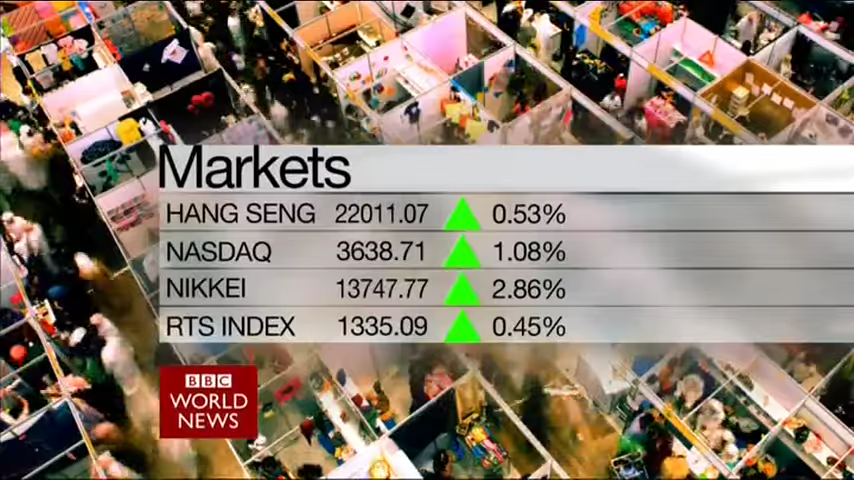 Markets
HANG SENG 22011.07 0.53%
NASDAQ 3638.71 1.08%
NIKKEI 13747.77 2.86%
RTS INDEX 1335.09 0.45%
BBC
WORLD
NEWS